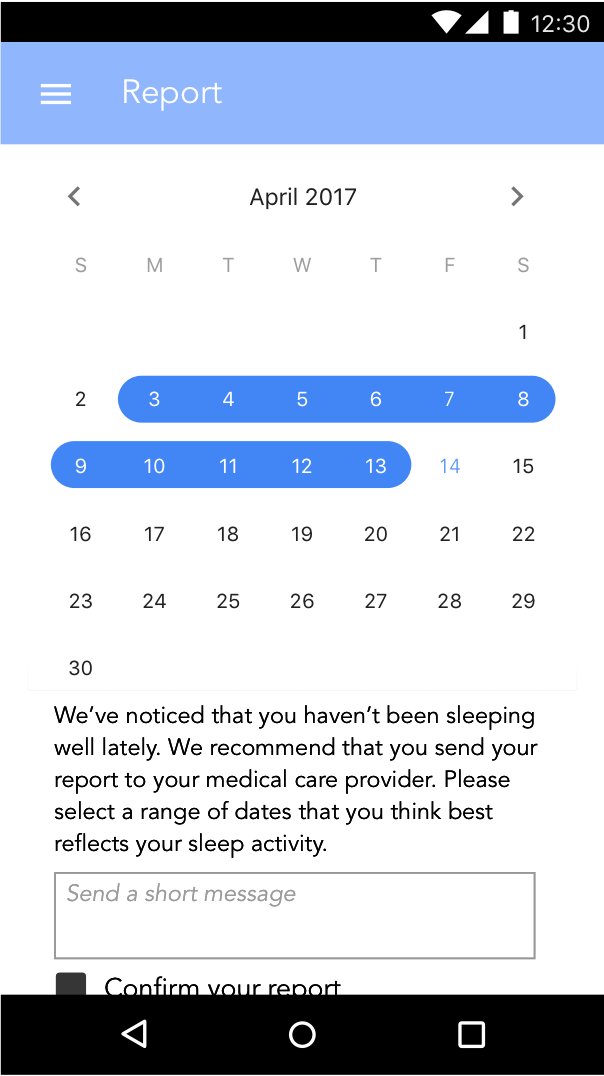 12:30
Report
April 2017
S M T W T F S
1
2 3 4 5 6 7 8
9 10 11 12 13 14 15
16 17 18 19 20 21 22
23 24 25 26 27 28 29
30
We’ve noticed that you haven’t been sleeping
well lately. We recommend that you send your
report to your medical care provider. Please
select a range of dates that you think best
reflects your sleep activity.
Send a short message
Confirm your report